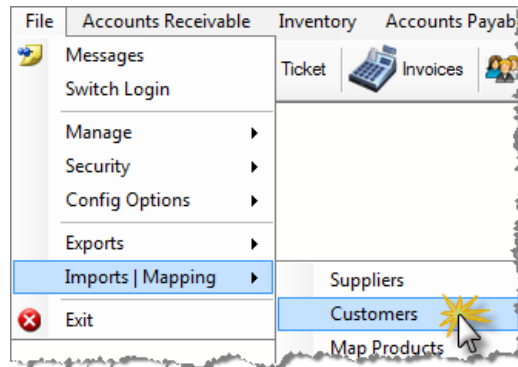 File Accounts Receivable Inventory Accounts Payab
Messages
Ticket Invoices
Switch Login
Manage
Security
Config Options
Exports
Imports | Mapping
Suppliers
Customers
Exit
Map Products